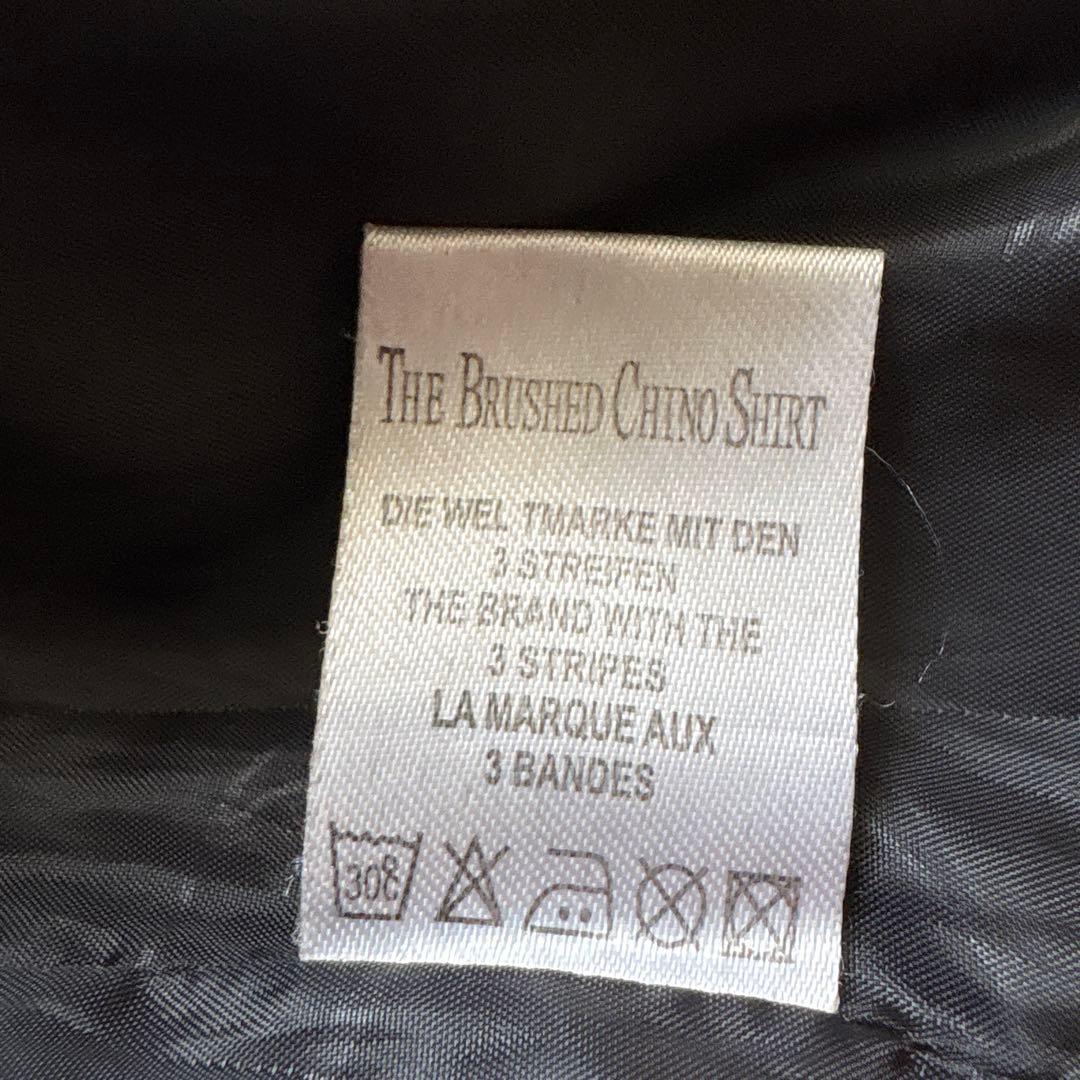 THE BRUSHED CHINO SHIRT
DIE WEL TMARKE MIT DEN
3 STREIFEN
THE BRAND WITH THE
3 STRIPES
LA MARQUE AUX
3 BANDES
30°C